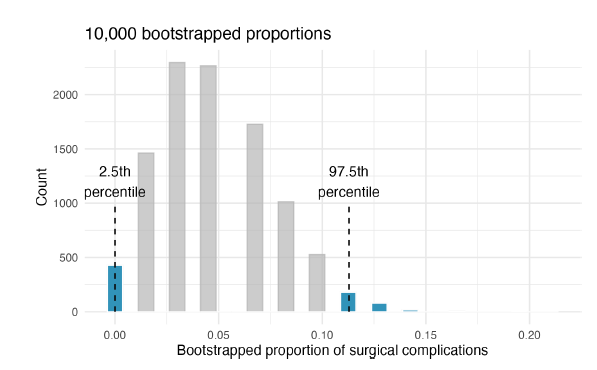 10,000 bootstrapped proportions
2000
1500
1000
500
0
Count
2.5th
percentile
97.5th
percentile
0.00 0.05 0.10 0.15 0.20
Bootstrapped proportion of surgical complications